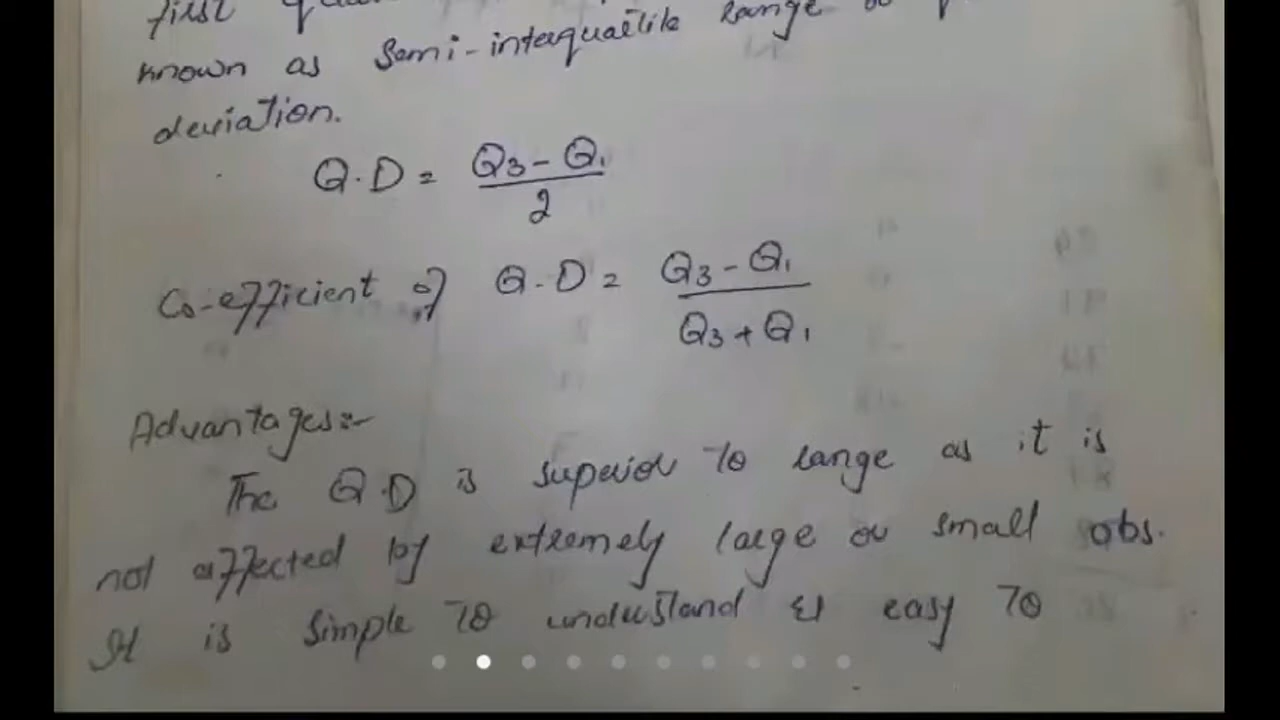 first
known as Semi-interquartile range or
deviation.
Q.D = Q3 - Q1 / 2
Co-efficient of Q.D = Q3 - Q1 / Q3 + Q1
Advantages:-
The Q.D is superior to range as it is
not affected by extremely large or small obs.
It is simple to understand & easy to